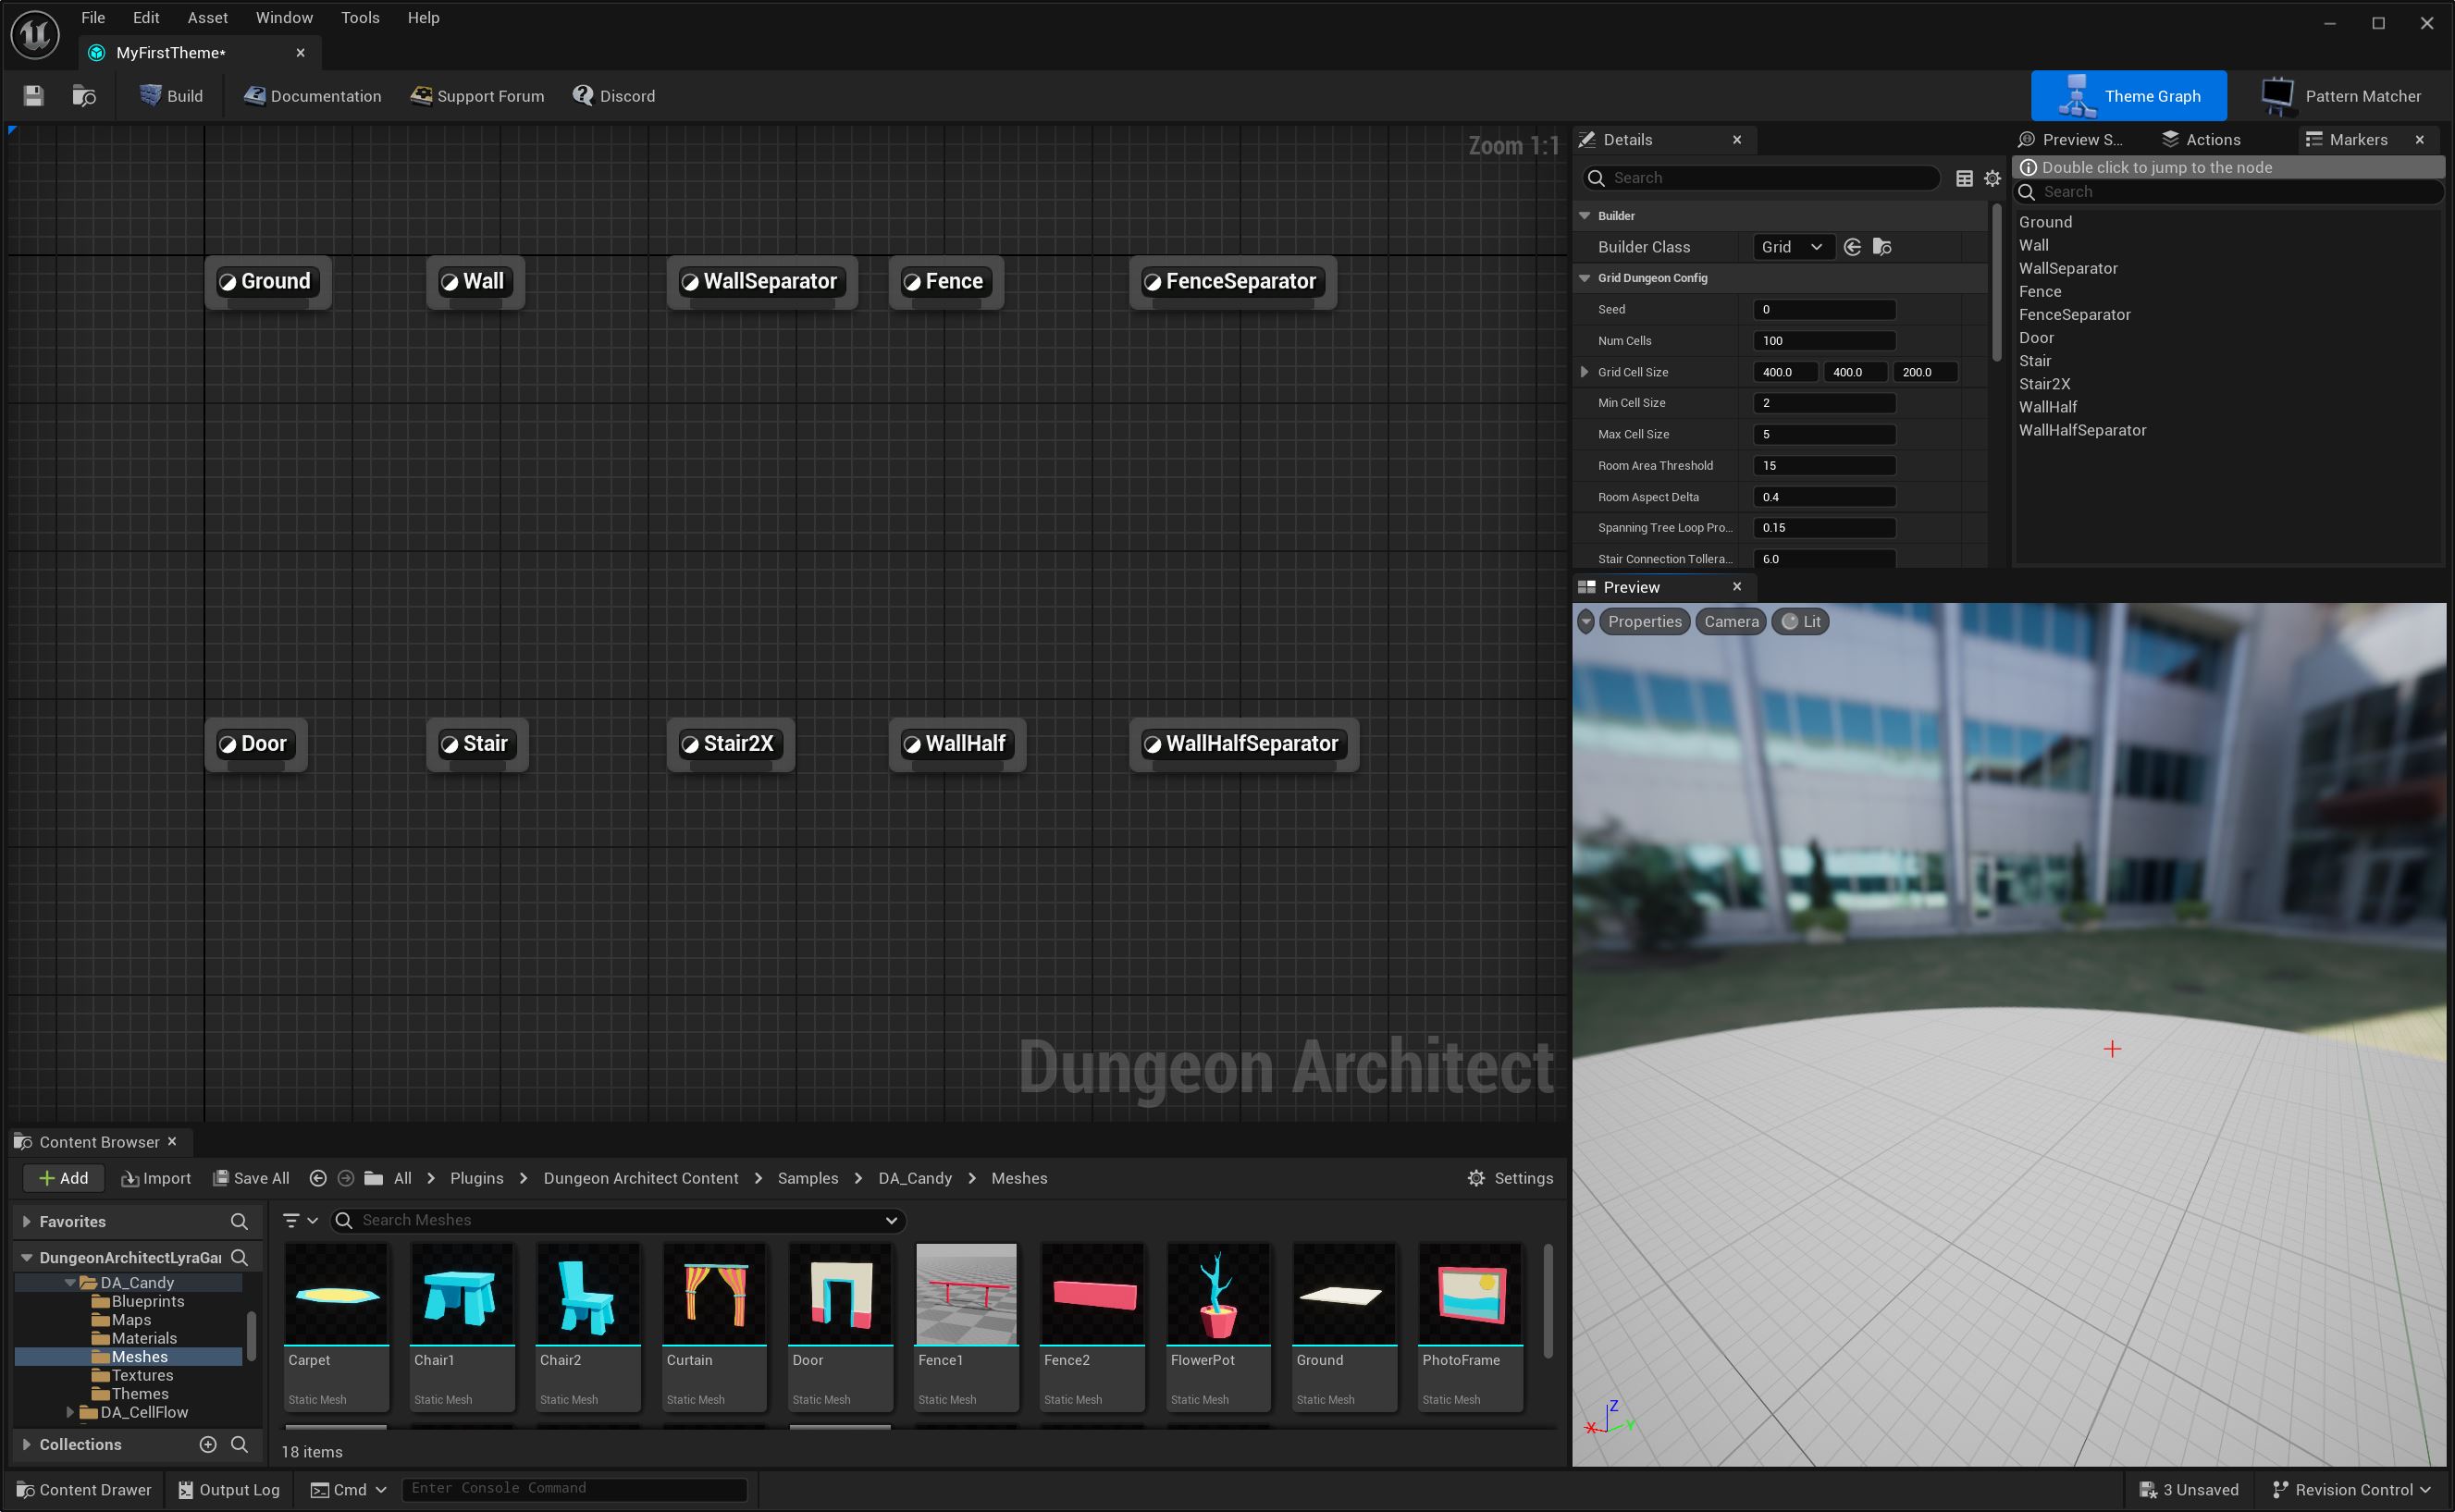 File Edit Asset Window Tools Help
MyFirstTheme*
Build Documentation Support Forum Discord Theme Graph Pattern Matcher
Zoom 1:1
Ground Wall WallSeparator Fence FenceSeparator
Door Stair Stair2X WallHalf WallHalfSeparator
Dungeon Architect
Details
Search
Builder
Builder Class Grid
Grid Dungeon Config
Seed 0
Num Cells 100
Grid Cell Size 400.0 400.0 200.0
Min Cell Size 2
Max Cell Size 5
Room Area Threshold 15
Room Aspect Delta 0.4
Spanning Tree Loop Pro... 0.15
Stair Connection Tollera... 6.0
Preview S... Actions Markers
Double click to jump to the node
Search
Ground
Wall
WallSeparator
Fence
FenceSeparator
Door
Stair
Stair2X
WallHalf
WallHalfSeparator
Preview
Properties Camera Lit
Z
X Y
Content Browser
Add Import Save All All > Plugins > Dungeon Architect Content > Samples > DA_Candy > Meshes Settings
Favorites
DungeonArchitectLyraGa
DA_Candy
Blueprints
Maps
Materials
Meshes
Textures
Themes
DA_CellFlow
Collections
Search Meshes
Carpet Chair1 Chair2 Curtain Door Fence1 Fence2 FlowerPot Ground PhotoFrame
Static Mesh Static Mesh Static Mesh Static Mesh Static Mesh Static Mesh Static Mesh Static Mesh Static Mesh Static Mesh
18 items
Content Drawer Output Log Cmd Enter Console Command 3 Unsaved Revision Control